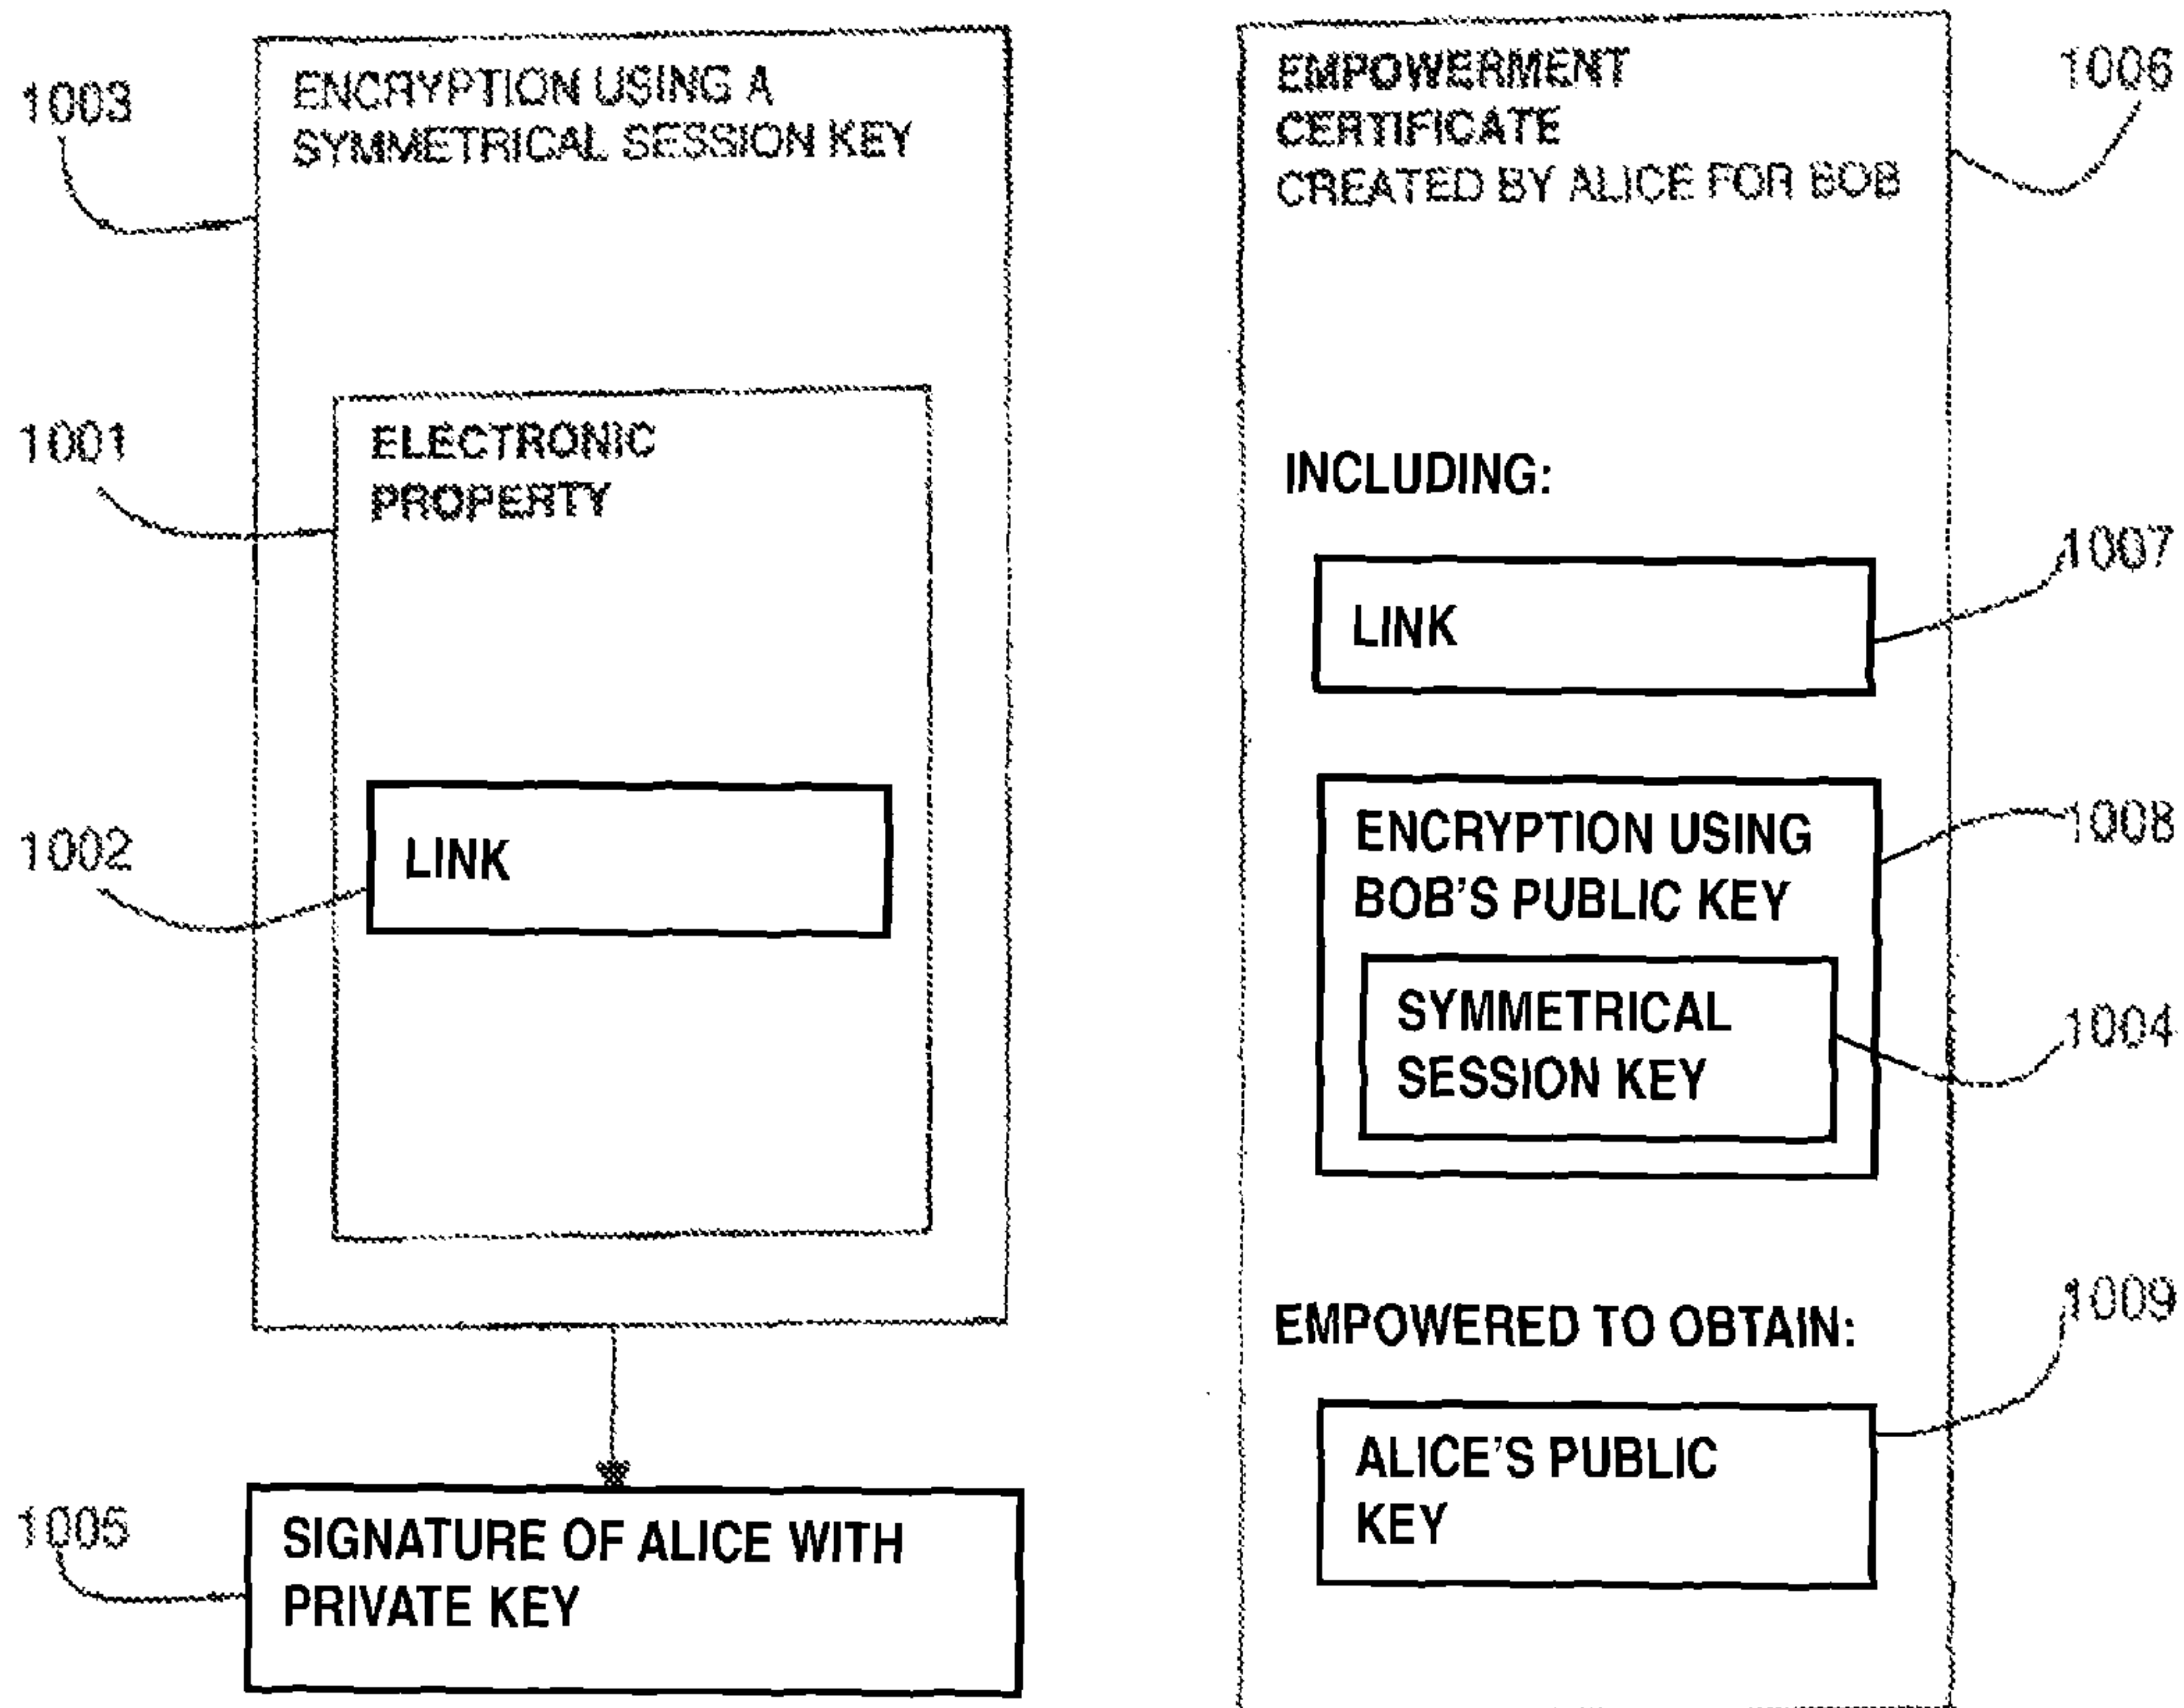 1003
ENCRYPTION USING A
SYMMETRICAL SESSION KEY
1001
ELECTRONIC
PROPERTY
1002
LINK
1005
SIGNATURE OF ALICE WITH
PRIVATE KEY
1006
EMPOWERMENT
CERTIFICATE
CREATED BY ALICE FOR BOB
INCLUDING:
1007
LINK
1008
ENCRYPTION USING
BOB'S PUBLIC KEY
SYMMETRICAL
SESSION KEY
1004
EMPOWERED TO OBTAIN:
1009
ALICE'S PUBLIC
KEY